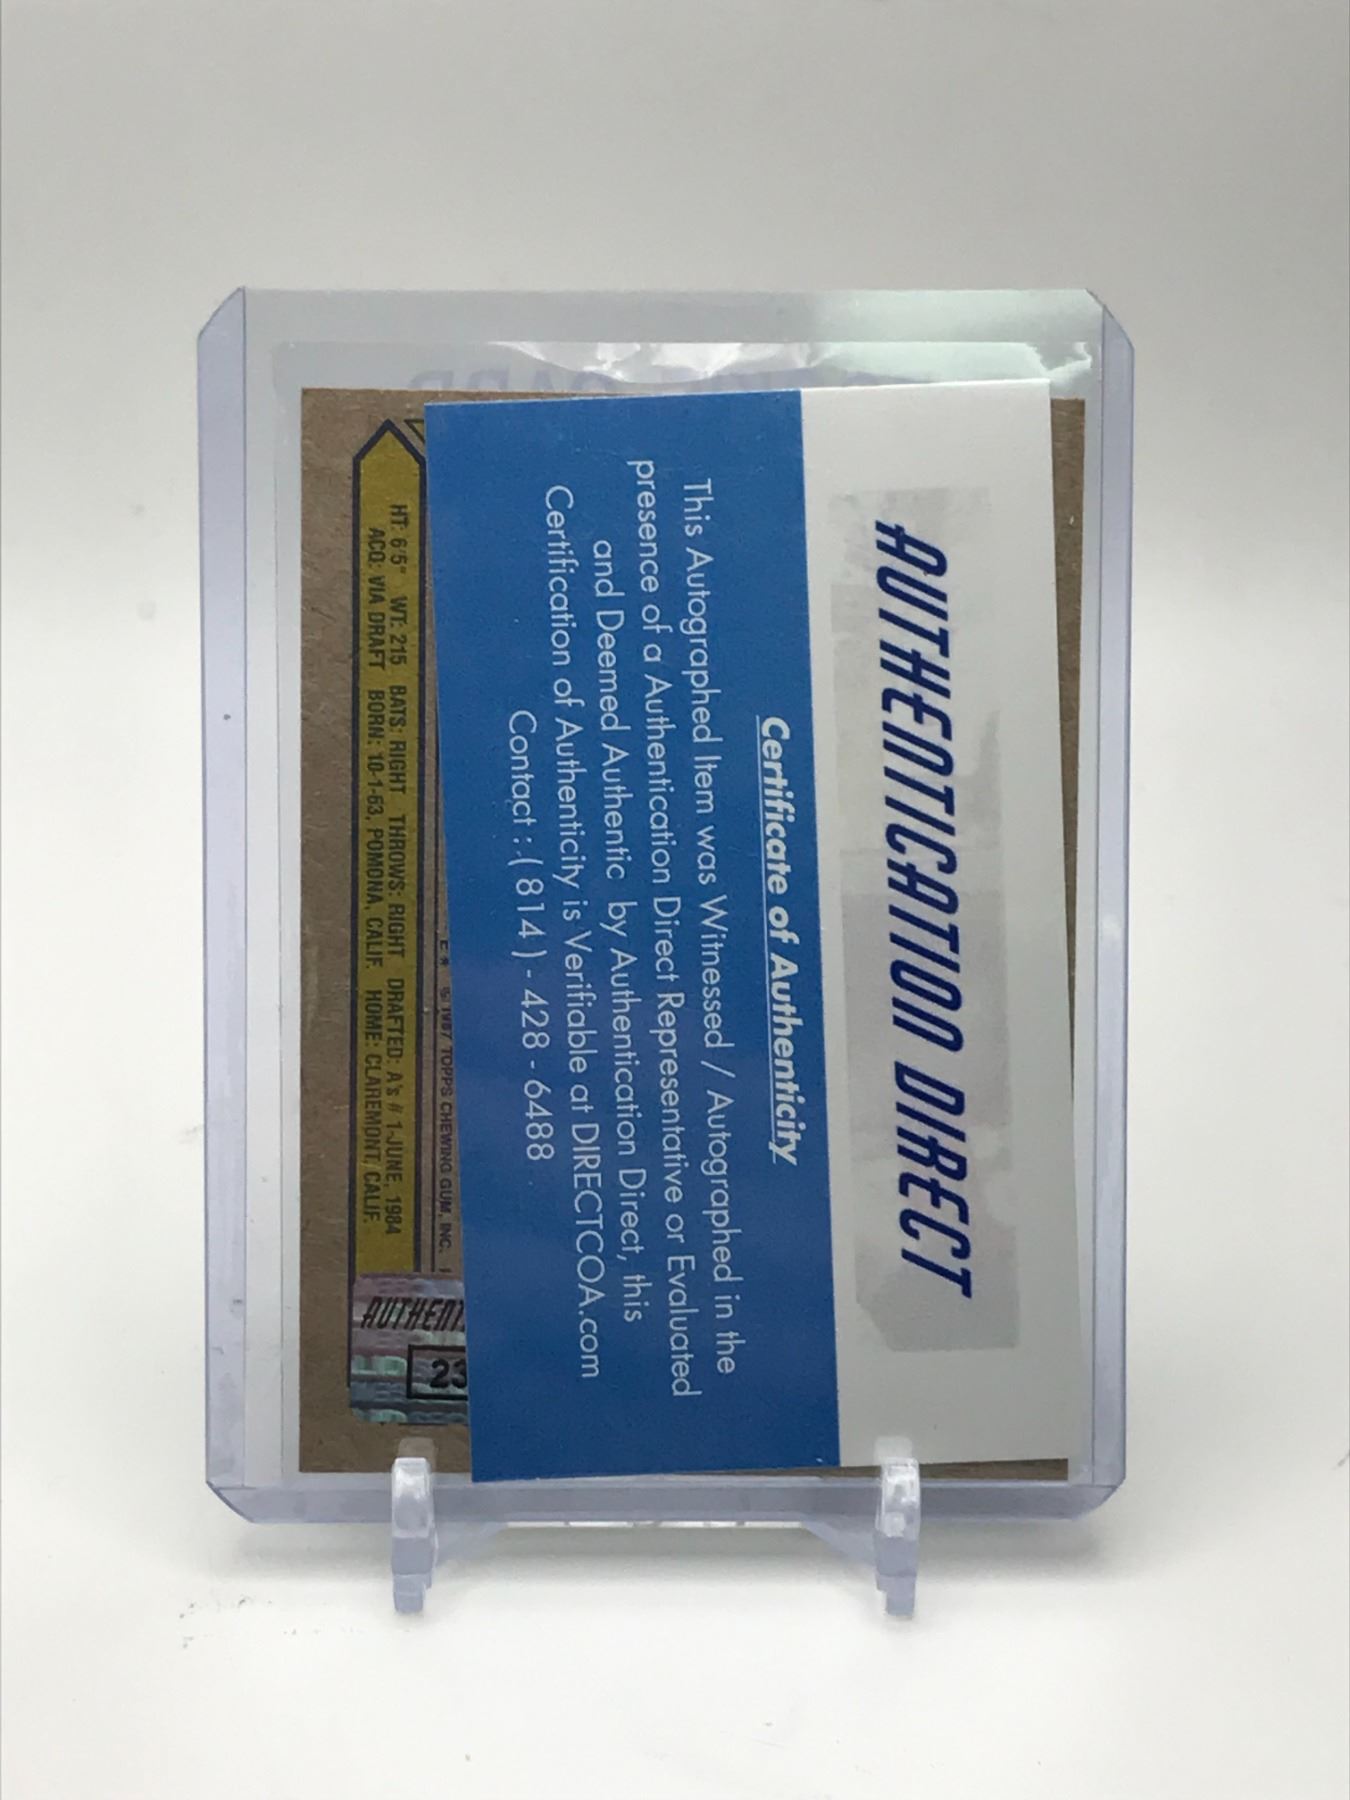 AUTHENTICATION DIRECT
Certificate of Authenticity
This Autographed Item was Witnessed / Autographed in the
presence of a Authentication Direct Representative or Evaluated
and Deemed Authentic by Authentication Direct, this
Certification of Authenticity is Verifiable at DIRECTCOA.com
Contact : ( 814 ) - 428 - 6488
© 1987 TOPPS CHEWING GUM, INC.
HT: 6'5" WT: 215 BATS: RIGHT THROWS: RIGHT DRAFTED: A's # 1-JUNE, 1984
ACQ: VIA DRAFT BORN: 10-1-63, POMONA, CALIF. HOME: CLAREMONT, CALIF.
AUTHENT
23